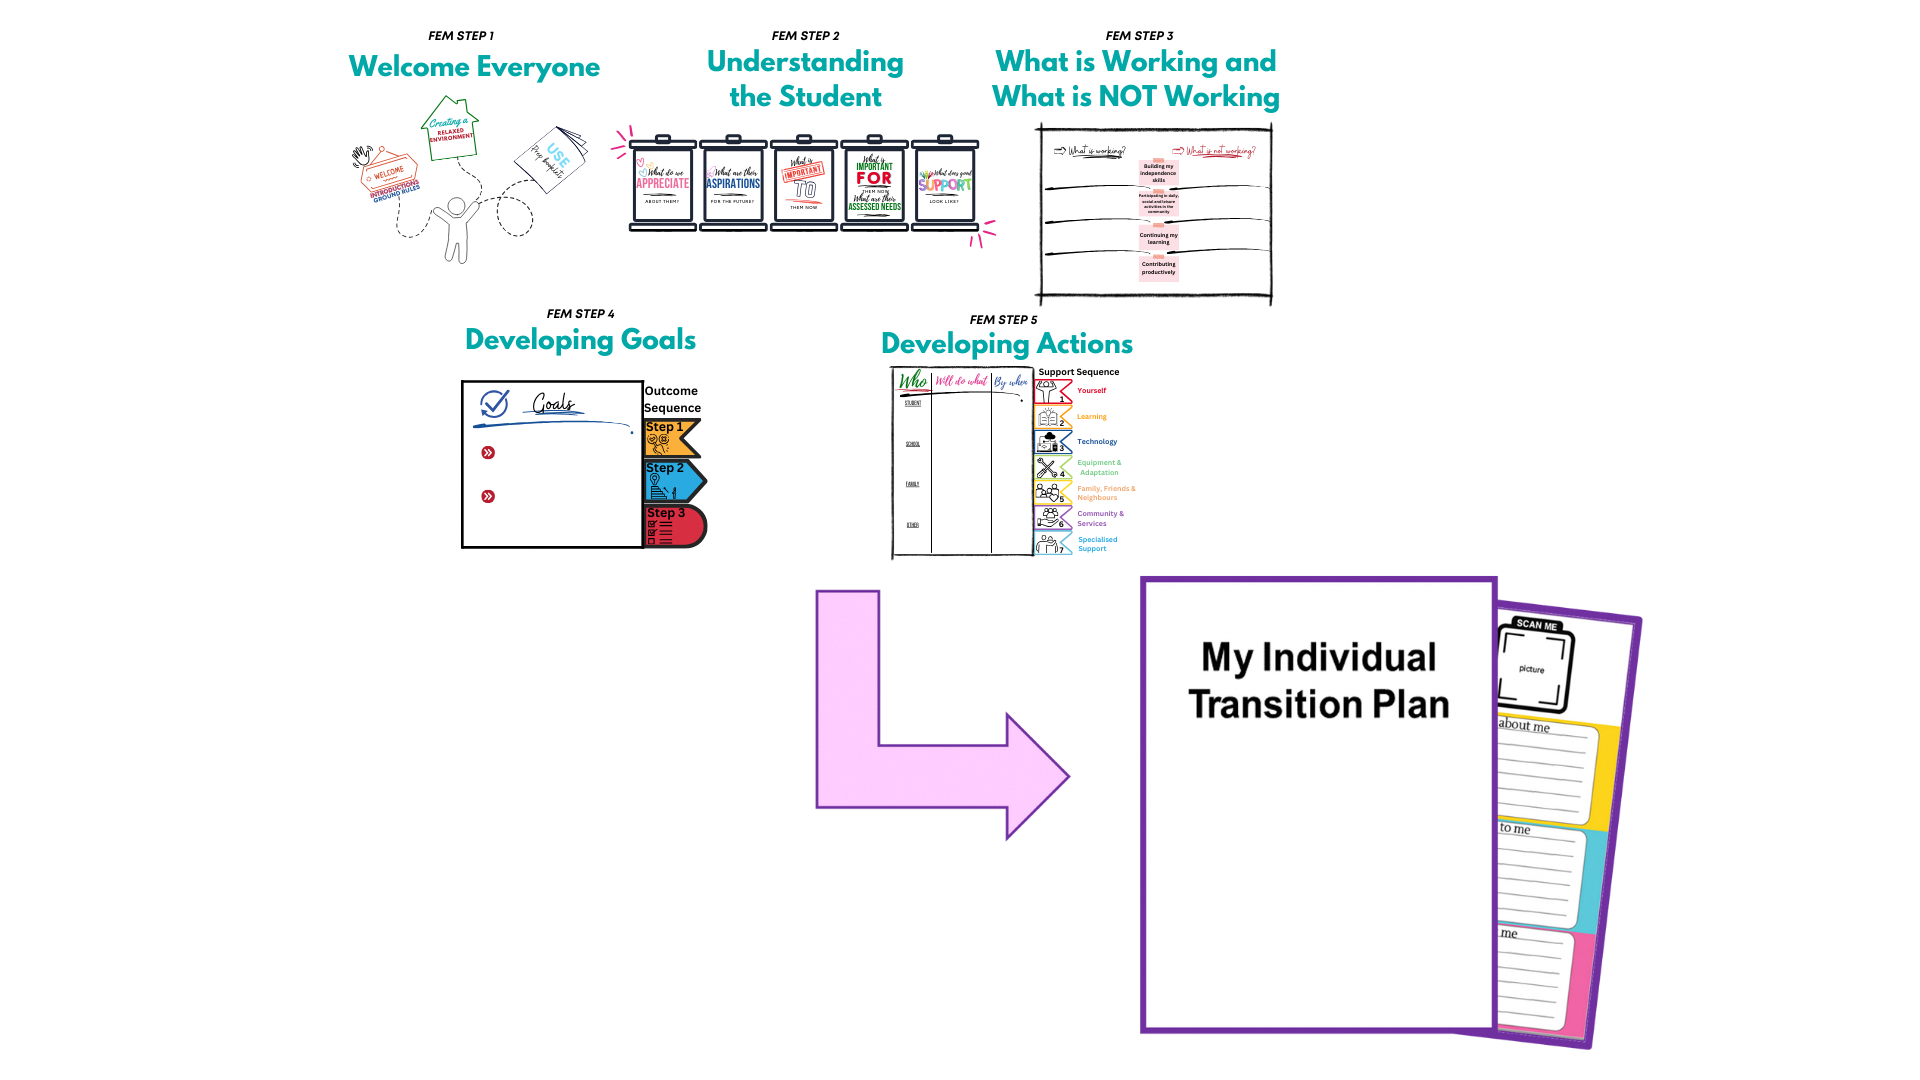 FEM STEP 1
Welcome Everyone
Creating a
RELAXED
ENVIRONMENT
WELCOME
INTRODUCTIONS
GROUND RULES
USE
Prep booklets
FEM STEP 2
Understanding
the Student
What do we
APPRECIATE
ABOUT THEM?
What are their
ASPIRATIONS
FOR THE FUTURE?
What is
IMPORTANT
TO
THEM NOW
What is
IMPORTANT
FOR
THEM NOW
What are their
ASSESSED NEEDS
What does good
SUPPORT
LOOK LIKE?
FEM STEP 3
What is Working and
What is NOT Working
What is working?
What is not working?
Building my
independence
skills
Participating in daily,
social and leisure
activities in the
community
Continuing my
learning
Contributing
productively
FEM STEP 4
Developing Goals
Goals
Outcome
Sequence
Step 1
Step 2
Step 3
FEM STEP 5
Developing Actions
Who
Will do what
By when
STUDENT
SCHOOL
FAMILY
OTHER
Support Sequence
1
Yourself
2
Learning
3
Technology
4
Equipment &
Adaptation
5
Family, Friends &
Neighbours
6
Community &
Services
7
Specialised
Support
My Individual
Transition Plan
SCAN ME
picture
about me
to me
me